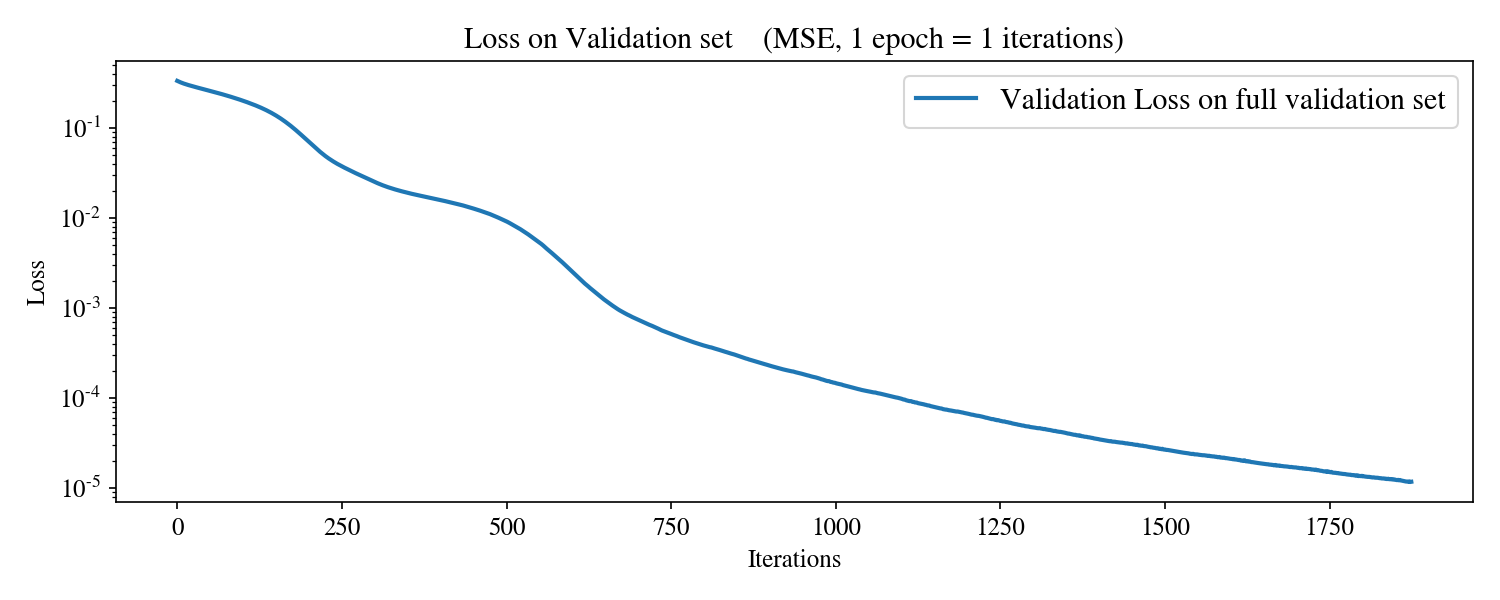 Loss on Validation set (MSE, 1 epoch = 1 iterations)
Validation Loss on full validation set
Loss
10-1
10-2
10-3
10-4
10-5
0 250 500 750 1000 1250 1500 1750
Iterations